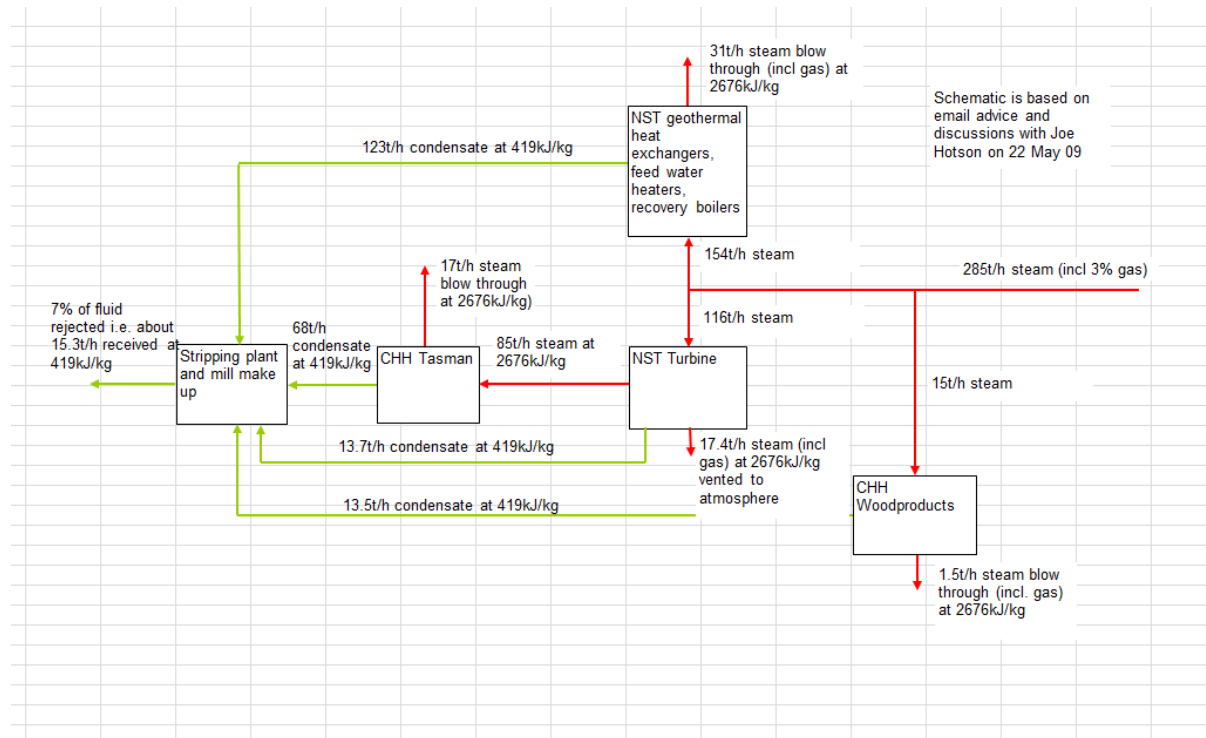 31t/h steam blow
through (incl gas) at
2676kJ/kg
Schematic is based on
email advice and
discussions with Joe
Hotson on 22 May 09
NST geothermal
heat
exchangers,
feed water
heaters,
recovery boilers
123t/h condensate at 419kJ/kg
154t/h steam
285t/h steam (incl 3% gas)
17t/h steam
blow through
at 2676kJ/kg)
116t/h steam
7% of fluid
rejected i.e. about
15.3t/h received at
419kJ/kg
68t/h
condensate
at 419kJ/kg
85t/h steam at
2676kJ/kg
Stripping plant
and mill make
up
CHH Tasman
NST Turbine
15t/h steam
13.7t/h condensate at 419kJ/kg
17.4t/h steam (incl
gas) at 2676kJ/kg
vented to
atmosphere
13.5t/h condensate at 419kJ/kg
CHH
Woodproducts
1.5t/h steam blow
through (incl. gas)
at 2676kJ/kg